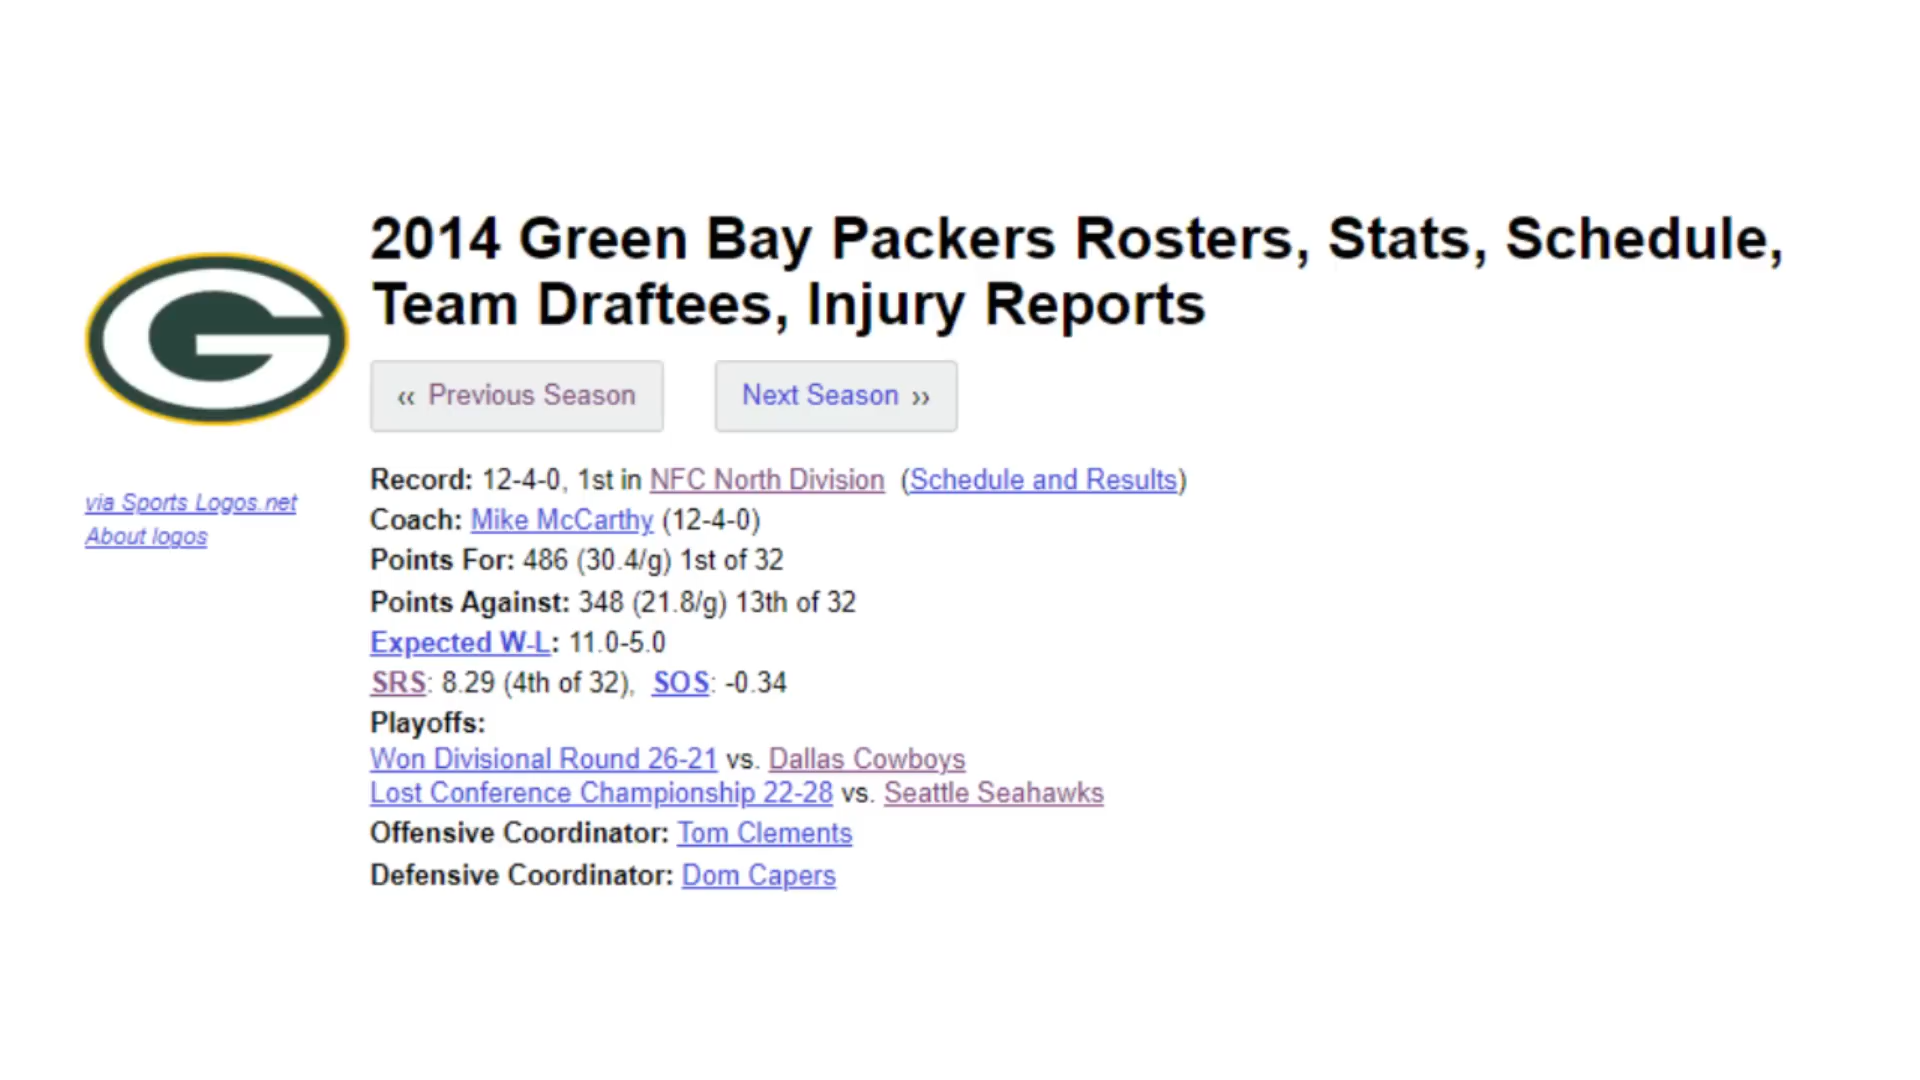 2014 Green Bay Packers Rosters, Stats, Schedule,
Team Draftees, Injury Reports
G
‹‹ Previous Season
Next Season ››
via Sports Logos.net
About logos
Record: 12-4-0, 1st in NFC North Division (Schedule and Results)
Coach: Mike McCarthy (12-4-0)
Points For: 486 (30.4/g) 1st of 32
Points Against: 348 (21.8/g) 13th of 32
Expected W-L: 11.0-5.0
SRS: 8.29 (4th of 32), SOS: -0.34
Playoffs:
Won Divisional Round 26-21 vs. Dallas Cowboys
Lost Conference Championship 22-28 vs. Seattle Seahawks
Offensive Coordinator: Tom Clements
Defensive Coordinator: Dom Capers